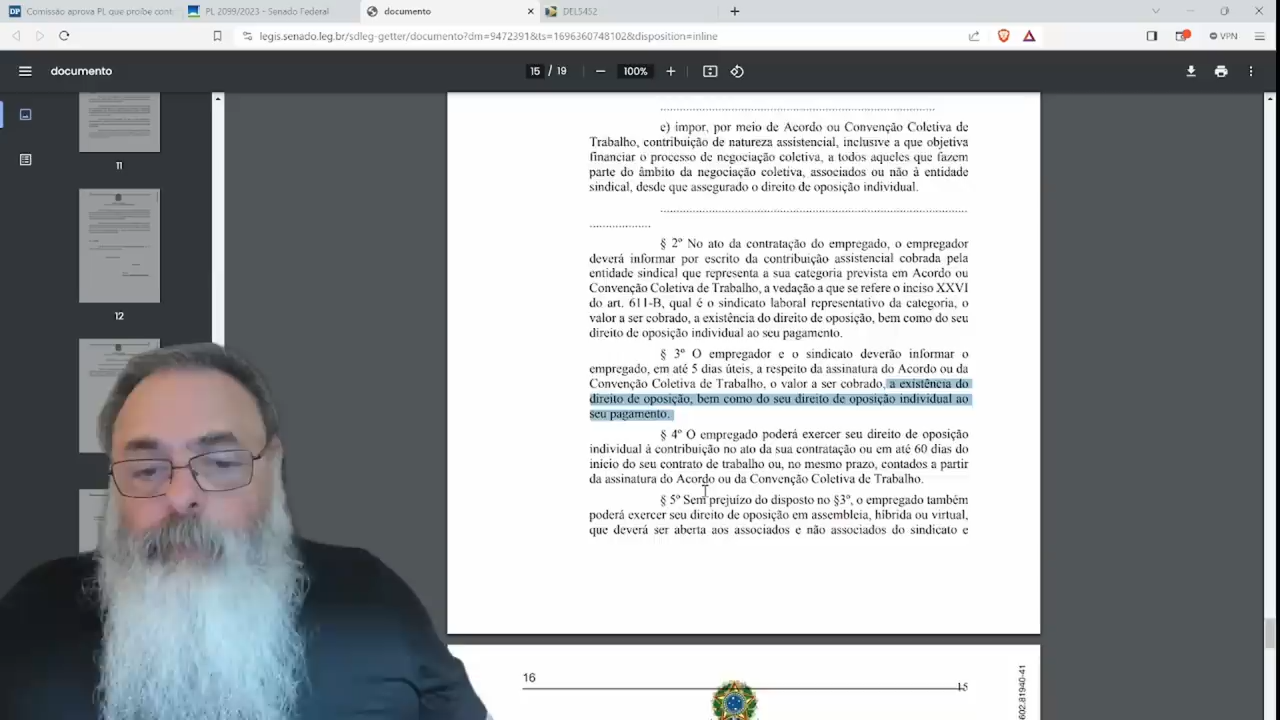 Comissão aprova PL que proíbe cont
PL 2099/2023 - Senado Federal
documento
DEL5452
legis.senado.leg.br/sdleg-getter/documento?dm=9472391&ts=1696360748102&disposition=inline
VPN
documento
15 / 19
100%
11
12
e) impor, por meio de Acordo ou Convenção Coletiva de
Trabalho, contribuição de natureza assistencial, inclusive a que objetiva
financiar o processo de negociação coletiva, a todos aqueles que fazem
parte do âmbito da negociação coletiva, associados ou não à entidade
sindical, desde que assegurado o direito de oposição individual.
§ 2º No ato da contratação do empregado, o empregador
deverá informar por escrito da contribuição assistencial cobrada pela
entidade sindical que representa a sua categoria prevista em Acordo ou
Convenção Coletiva de Trabalho, a vedação a que se refere o inciso XXVI
do art. 611-B, qual é o sindicato laboral representativo da categoria, o
valor a ser cobrado, a existência do direito de oposição, bem como do seu
direito de oposição individual ao seu pagamento.
§ 3º O empregador e o sindicato deverão informar o
empregado, em até 5 dias úteis, a respeito da assinatura do Acordo ou da
Convenção Coletiva de Trabalho, o valor a ser cobrado, a existência do
direito de oposição, bem como do seu direito de oposição individual ao
seu pagamento.
§ 4º O empregado poderá exercer seu direito de oposição
individual à contribuição no ato da sua contratação ou em até 60 dias do
início do seu contrato de trabalho ou, no mesmo prazo, contados a partir
da assinatura do Acordo ou da Convenção Coletiva de Trabalho.
§ 5º Sem prejuízo do disposto no §3º, o empregado também
poderá exercer seu direito de oposição em assembleia, híbrida ou virtual,
que deverá ser aberta aos associados e não associados do sindicato e
16
15
602.81940-41